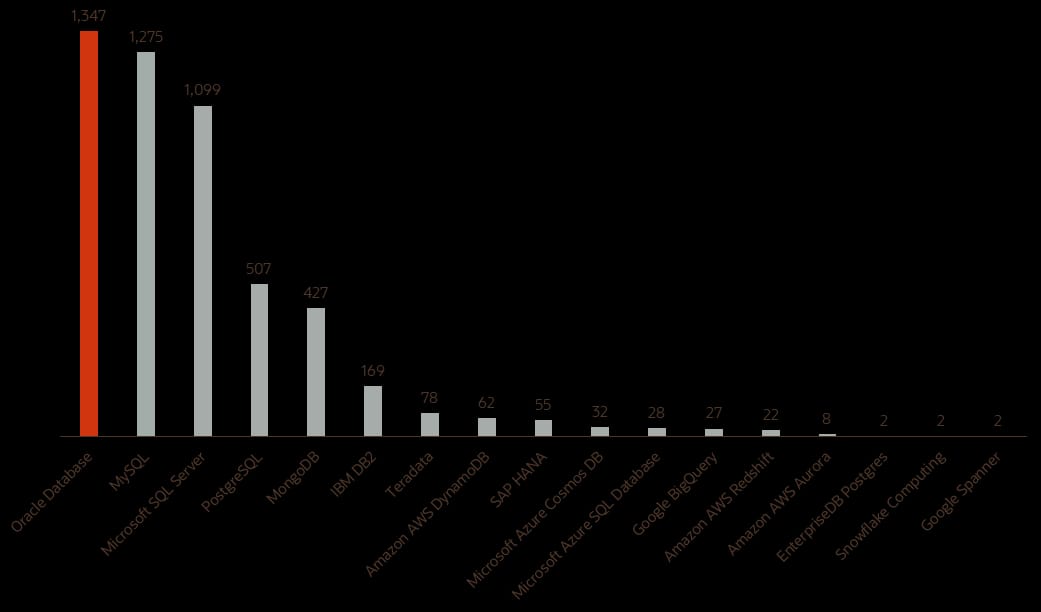 1,347
1,275
1,099
507
427
169
78
62
55
32
28
27
22
8
2
2
2
Oracle Database
MySQL
Microsoft SQL Server
PostgreSQL
MongoDB
IBM DB2
Teradata
Amazon AWS DynamoDB
SAP HANA
Microsoft Azure Cosmos DB
Microsoft Azure SQL Database
Google BigQuery
Amazon AWS Redshift
Amazon AWS Aurora
EnterpriseDB Postgres
Snowflake Computing
Google Spanner